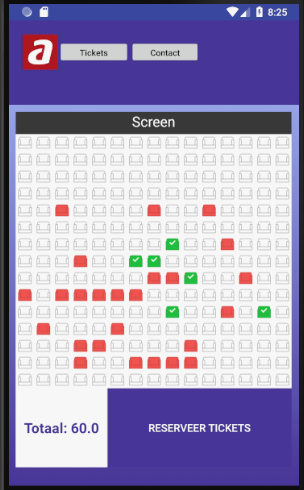 8:25
a
Tickets
Contact
Screen
Totaal: 60.0
RESERVEER TICKETS